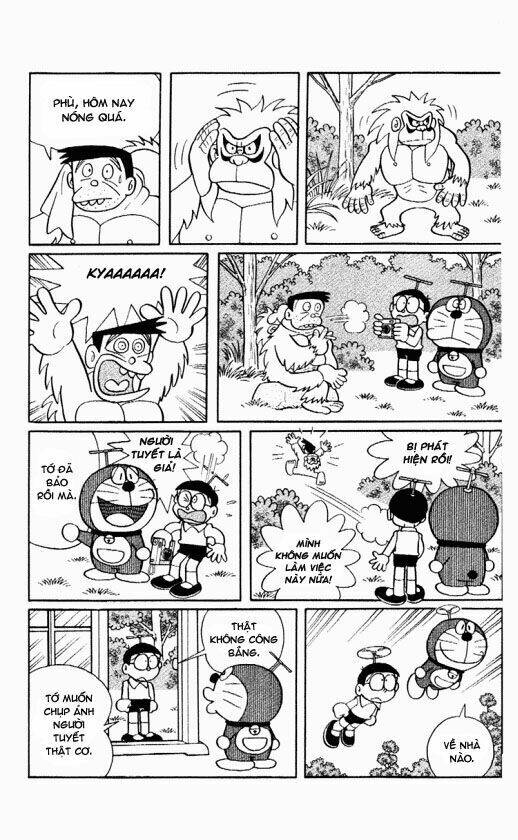 PHÙ, HÔM NAY
NÓNG QUÁ.
KYAAAAAA!
TỚ ĐÃ
BẢO
RỒI MÀ.
NGƯỜI
TUYẾT LÀ
GIẢ!
BỊ PHÁT
HIỆN RỒI!
MÌNH
KHÔNG MUỐN
LÀM VIỆC
NÀY NỮA!
TỚ MUỐN
CHỤP ẢNH
NGƯỜI
TUYẾT
THẬT CƠ.
THẬT
KHÔNG CÔNG
BẰNG.
VỀ NHÀ
NÀO.